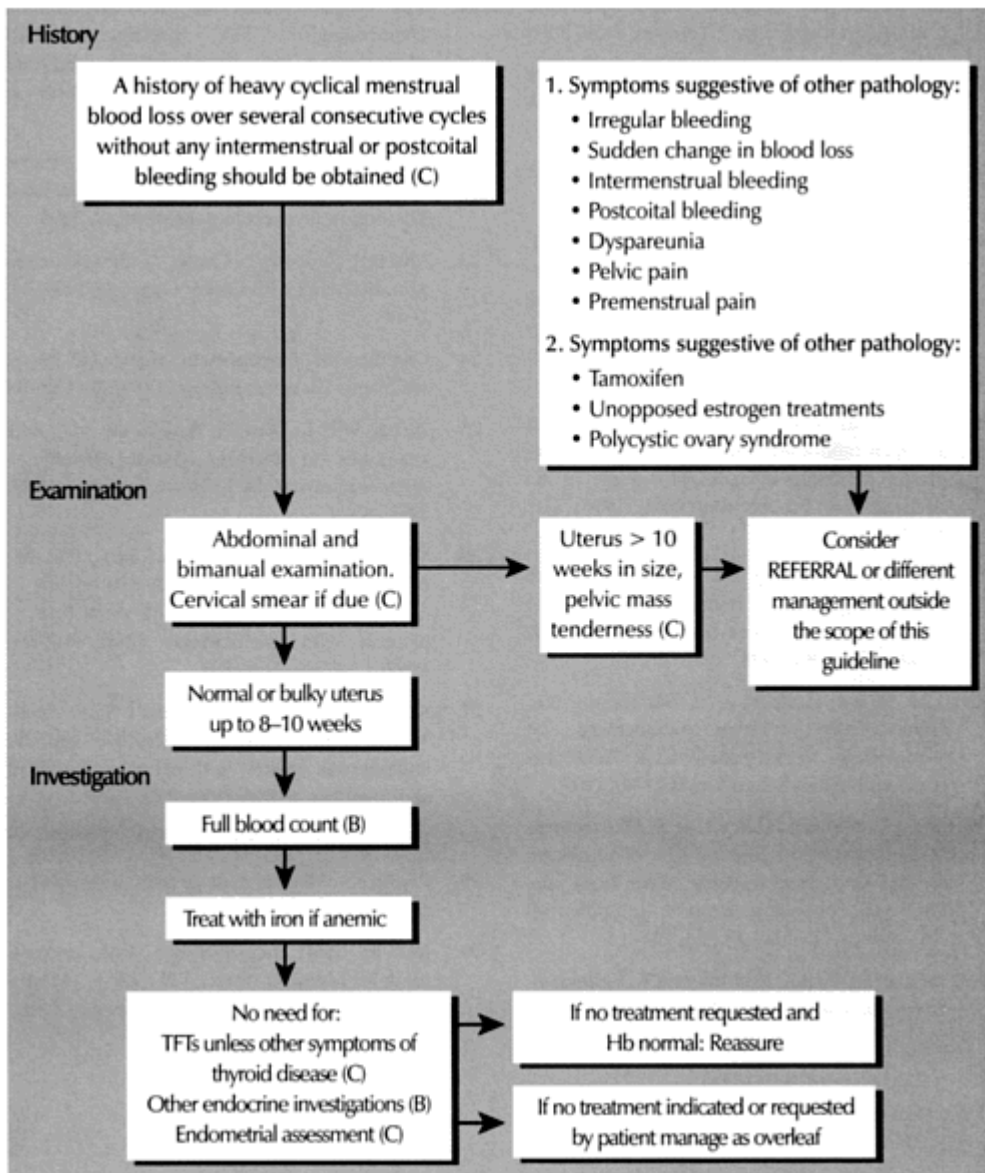 History
A history of heavy cyclical menstrual
blood loss over several consecutive cycles
without any intermenstrual or postcoital
bleeding should be obtained (C)
1. Symptoms suggestive of other pathology:
• Irregular bleeding
• Sudden change in blood loss
• Intermenstrual bleeding
• Postcoital bleeding
• Dyspareunia
• Pelvic pain
• Premenstrual pain
2. Symptoms suggestive of other pathology:
• Tamoxifen
• Unopposed estrogen treatments
• Polycystic ovary syndrome
Examination
Abdominal and
bimanual examination.
Cervical smear if due (C)
Uterus > 10
weeks in size,
pelvic mass
tenderness (C)
Consider
REFERRAL or different
management outside
the scope of this
guideline
Normal or bulky uterus
up to 8–10 weeks
Investigation
Full blood count (B)
Treat with iron if anemic
No need for:
TFTs unless other symptoms of
thyroid disease (C)
Other endocrine investigations (B)
Endometrial assessment (C)
If no treatment requested and
Hb normal: Reassure
If no treatment indicated or requested
by patient manage as overleaf